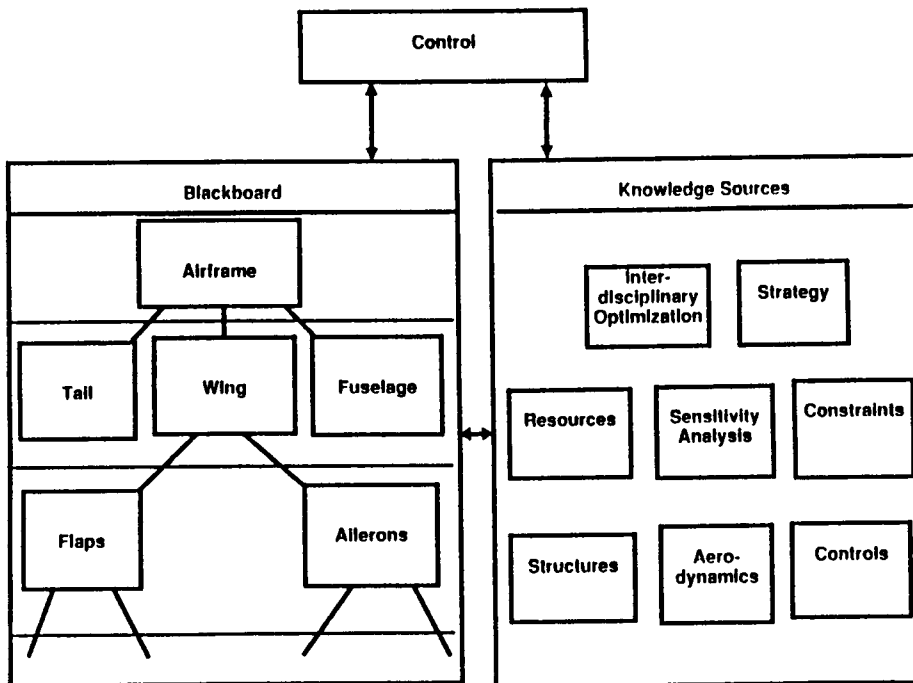 Control
Blackboard
Airframe
Tail
Wing
Fuselage
Flaps
Ailerons
Knowledge Sources
Inter-
disciplinary
Optimization
Strategy
Resources
Sensitivity
Analysis
Constraints
Structures
Aero-
dynamics
Controls